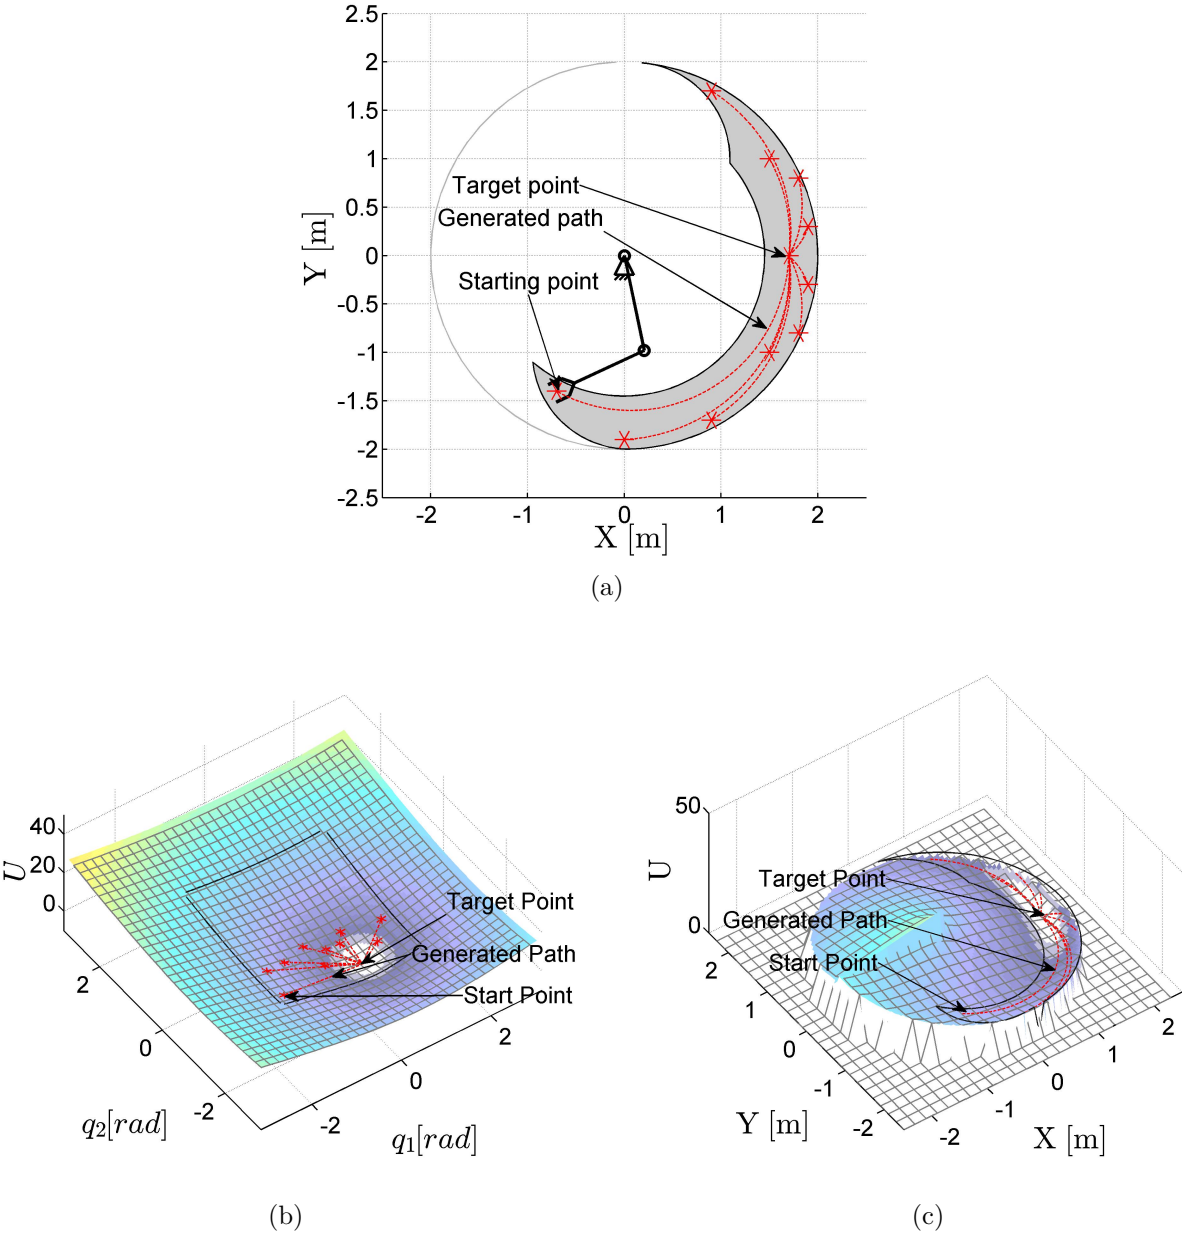 2.5
2
1.5
1
0.5
0
-0.5
-1
-1.5
-2
-2.5
Y [m]
Target point
Generated path
Starting point
-2 -1 0 1 2
X [m]
(a)
40
20
0
U
Target Point
Generated Path
Start Point
2
0
-2
q2[rad]
-2
0
2
q1[rad]
(b)
50
0
U
Target Point
Generated Path
Start Point
2
1
0
-1
-2
Y [m]
-2
-1
0
1
2
X [m]
(c)